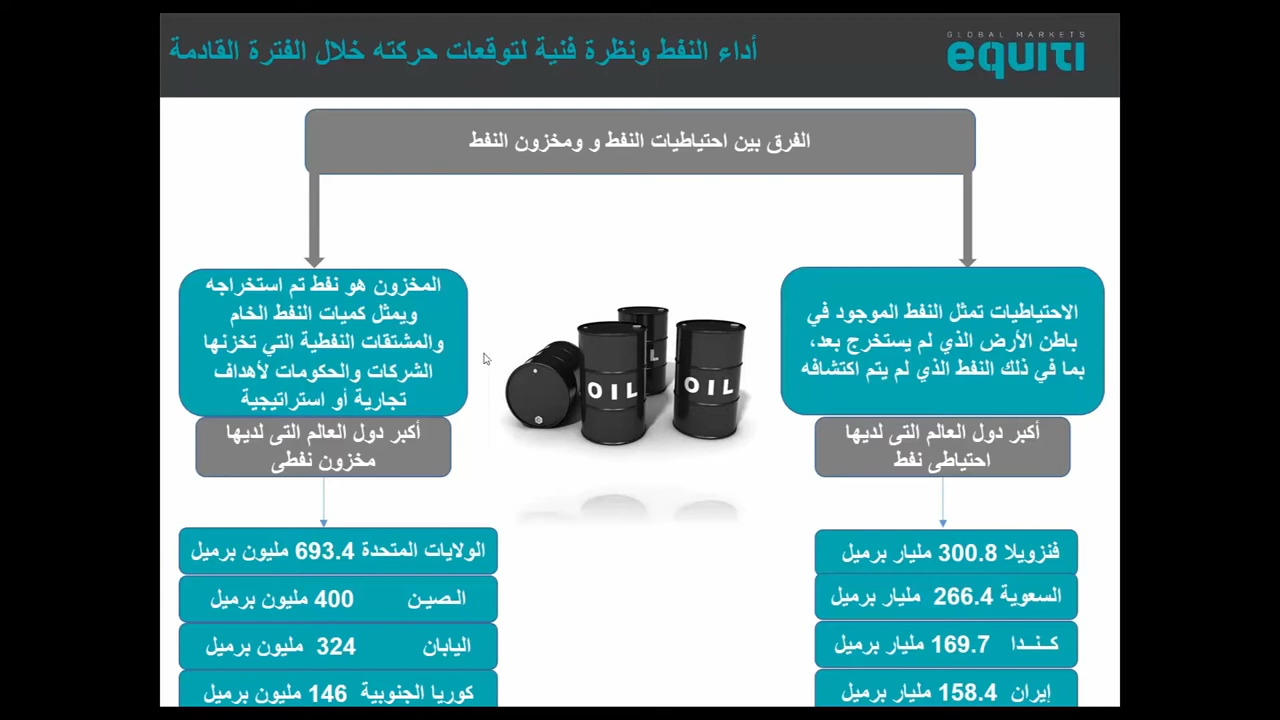 أداء النفط ونظرة فنية لتوقعات حركته خلال الفترة القادمة
GLOBAL MARKETS
equiti
الفرق بين احتياطيات النفط و ومخزون النفط
الاحتياطيات تمثل النفط الموجود في
باطن الأرض الذي لم يستخرج بعد،
بما في ذلك النفط الذي لم يتم اكتشافه
أكبر دول العالم التى لديها
احتياطى نفط
فنزويلا 300.8 مليار برميل
السعوية 266.4 مليار برميل
كــنــدا 169.7 مليار برميل
إيران 158.4 مليار برميل
المخزون هو نفط تم استخراجه
ويمثل كميات النفط الخام
والمشتقات النفطية التي تخزنها
الشركات والحكومات لأهداف
تجارية أو استراتيجية
أكبر دول العالم التى لديها
مخزون نفطى
الولايات المتحدة 693.4 مليون برميل
الـصيـن 400 مليون برميل
اليابان 324 مليون برميل
كوريا الجنوبية 146 مليون برميل
OIL
OIL
IL